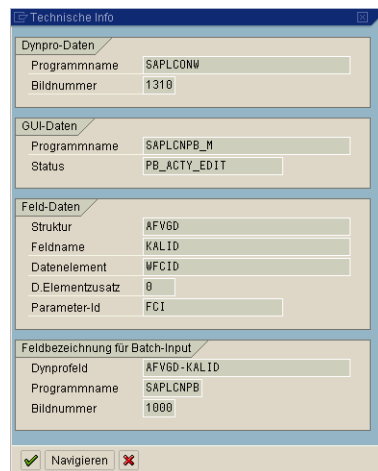 Technische Info
Dynpro-Daten
Programmname SAPLCONW
Bildnummer 1310
GUI-Daten
Programmname SAPLCNPB_M
Status PB_ACTY_EDIT
Feld-Daten
Struktur AFVGD
Feldname KALID
Datenelement WFCID
D.Elementzusatz 0
Parameter-Id FCI
Feldbezeichnung für Batch-Input
Dynprofeld AFVGD-KALID
Programmname SAPLCNPB
Bildnummer 1000
Navigieren